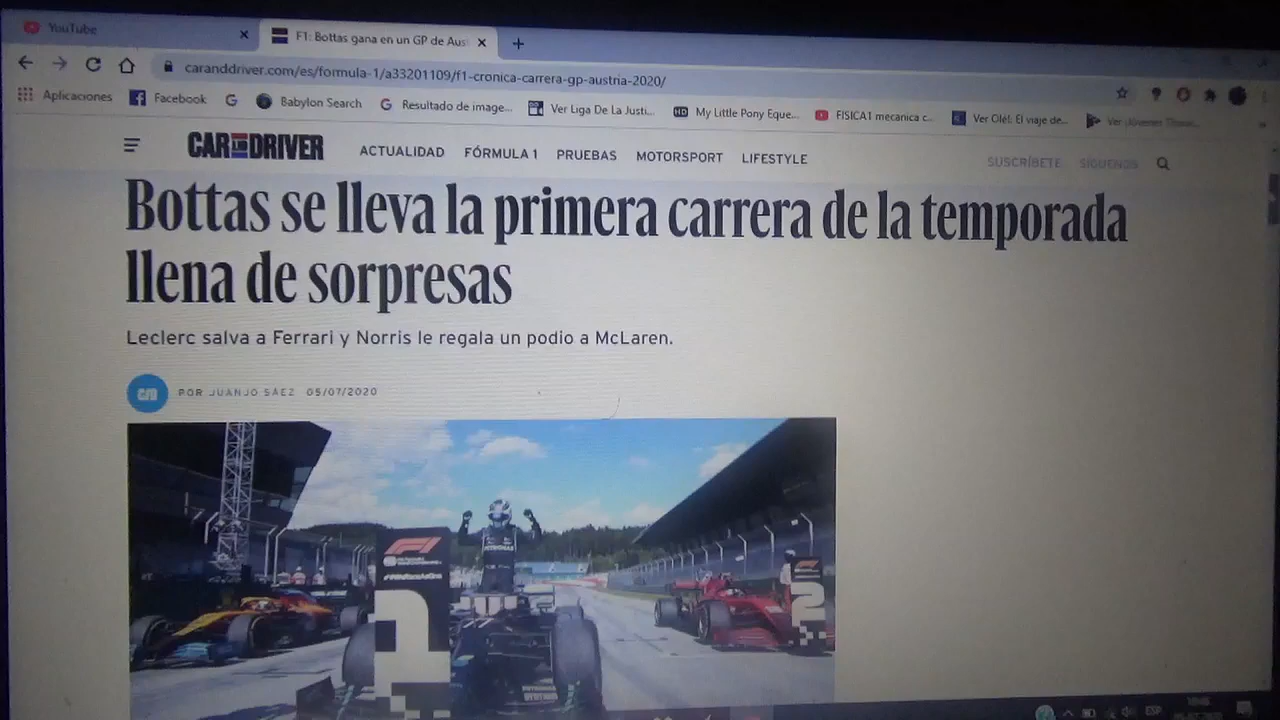 YouTube
F1: Bottas gana en un GP de Aus
caranddriver.com/es/formula-1/a33201109/f1-cronica-carrera-gp-austria-2020/
Aplicaciones Facebook Babylon Search Resultado de image... Ver Liga De La Justi... My Little Pony Eque... FISICA1 mecanica c... Ver Olé!. El viaje de...
CAR AND DRIVER ACTUALIDAD FÓRMULA 1 PRUEBAS MOTORSPORT LIFESTYLE SUSCRÍBETE SÍGUENOS
Bottas se lleva la primera carrera de la temporada
llena de sorpresas
Leclerc salva a Ferrari y Norris le regala un podio a McLaren.
C/D POR JUANJO SÁEZ 05/07/2020
PETRONAS
1
2
ESP